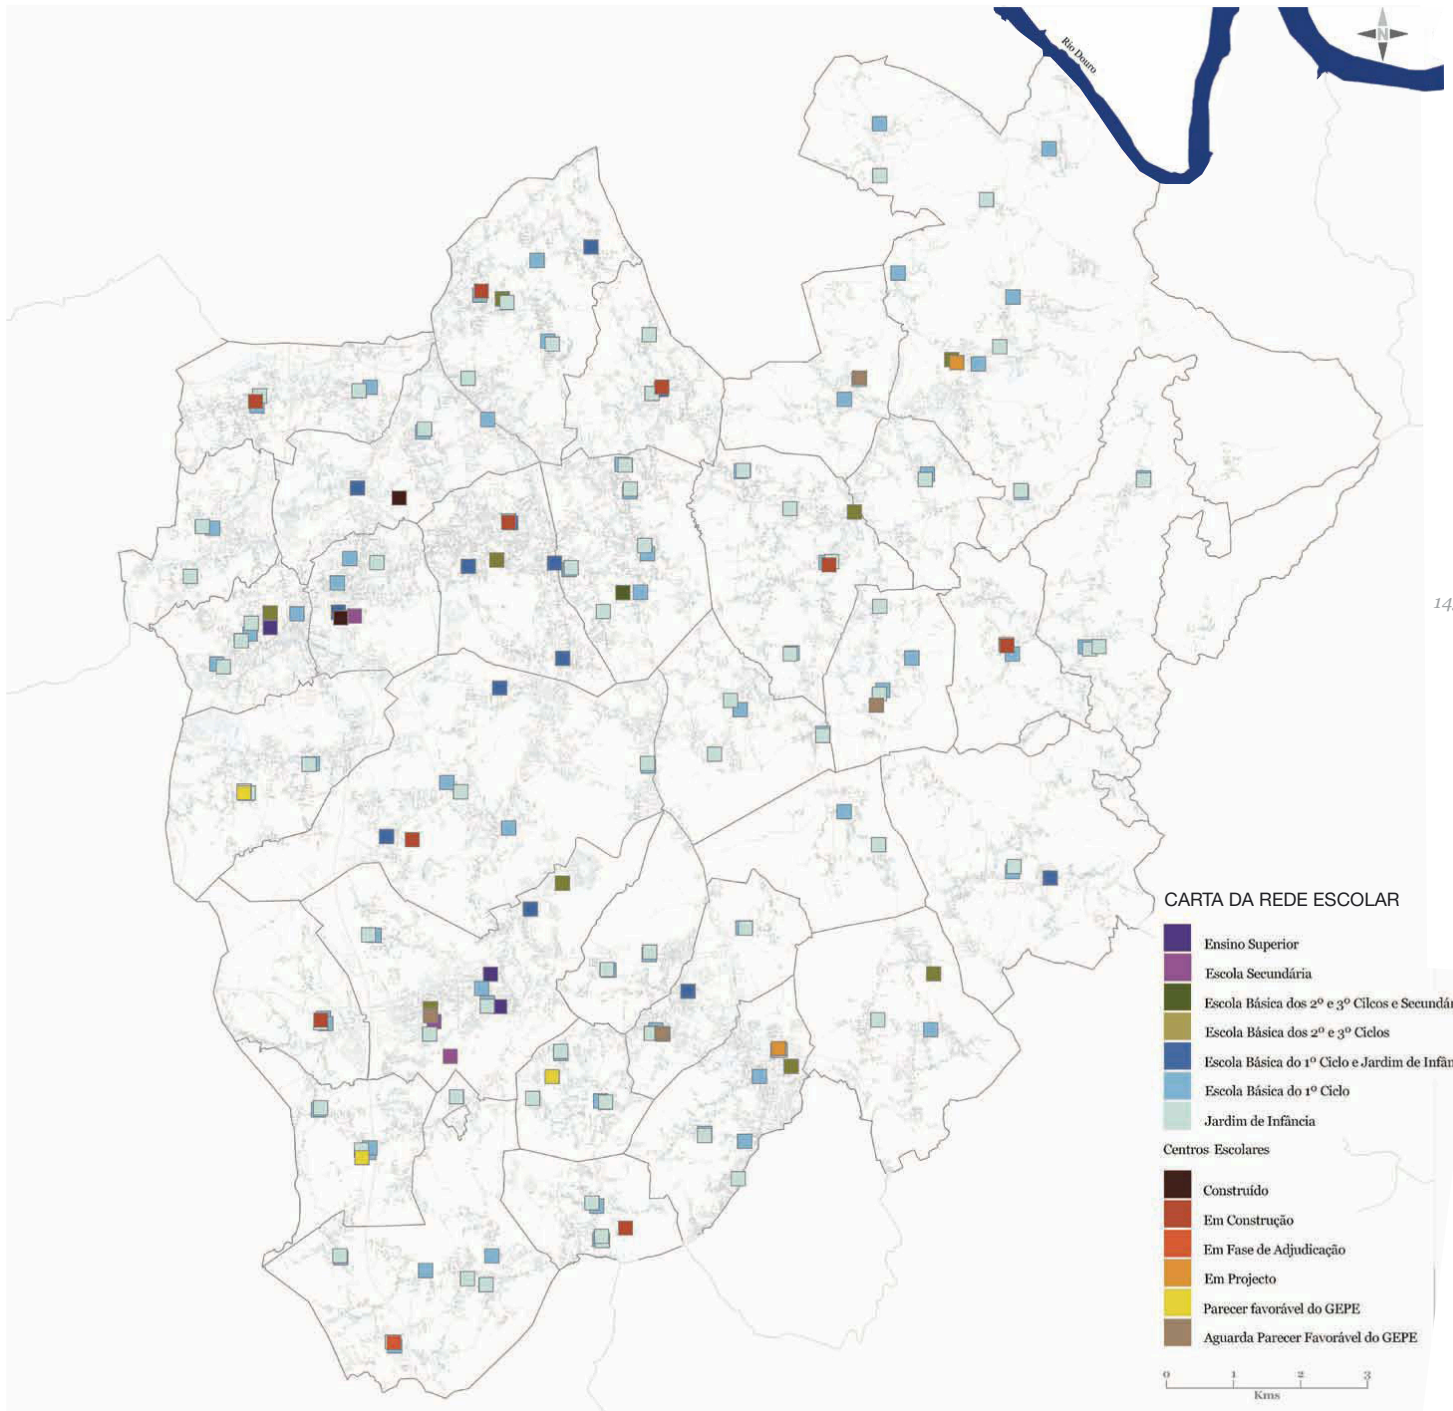 Rio Douro
N
14
CARTA DA REDE ESCOLAR
Ensino Superior
Escola Secundária
Escola Básica dos 2º e 3º Cilcos e Secundár
Escola Básica dos 2º e 3º Ciclos
Escola Básica do 1º Ciclo e Jardim de Infân
Escola Básica do 1º Ciclo
Jardim de Infância
Centros Escolares
Construído
Em Construção
Em Fase de Adjudicação
Em Projecto
Parecer favorável do GEPE
Aguarda Parecer Favorável do GEPE
0 1 2 3
Kms